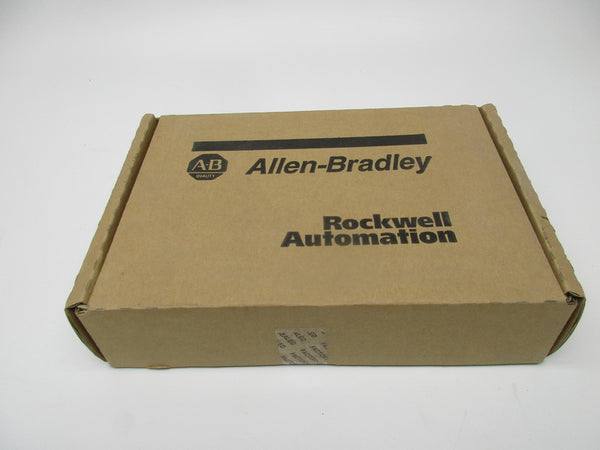 A-B
QUALITY
Allen-Bradley
Rockwell
Automation